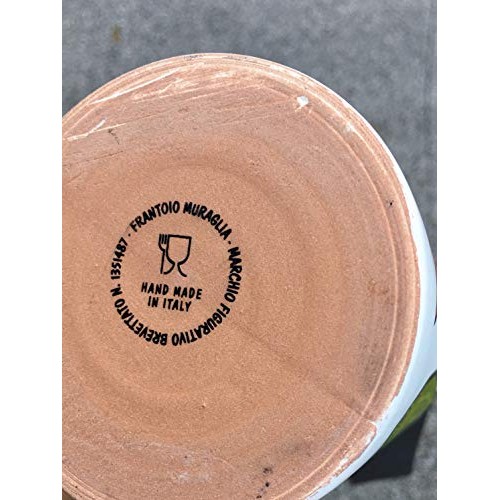 FRANTOIO MURAGLIA · MARCHIO FIGURATIVO BREVETTATO N. 1351487 ·
HAND MADE
IN ITALY